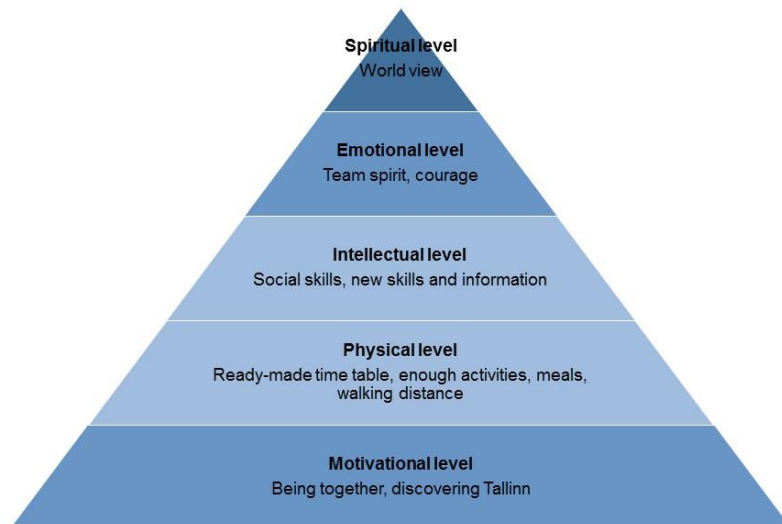 Spiritual level
World view
Emotional level
Team spirit, courage
Intellectual level
Social skills, new skills and information
Physical level
Ready-made time table, enough activities, meals,
walking distance
Motivational level
Being together, discovering Tallinn